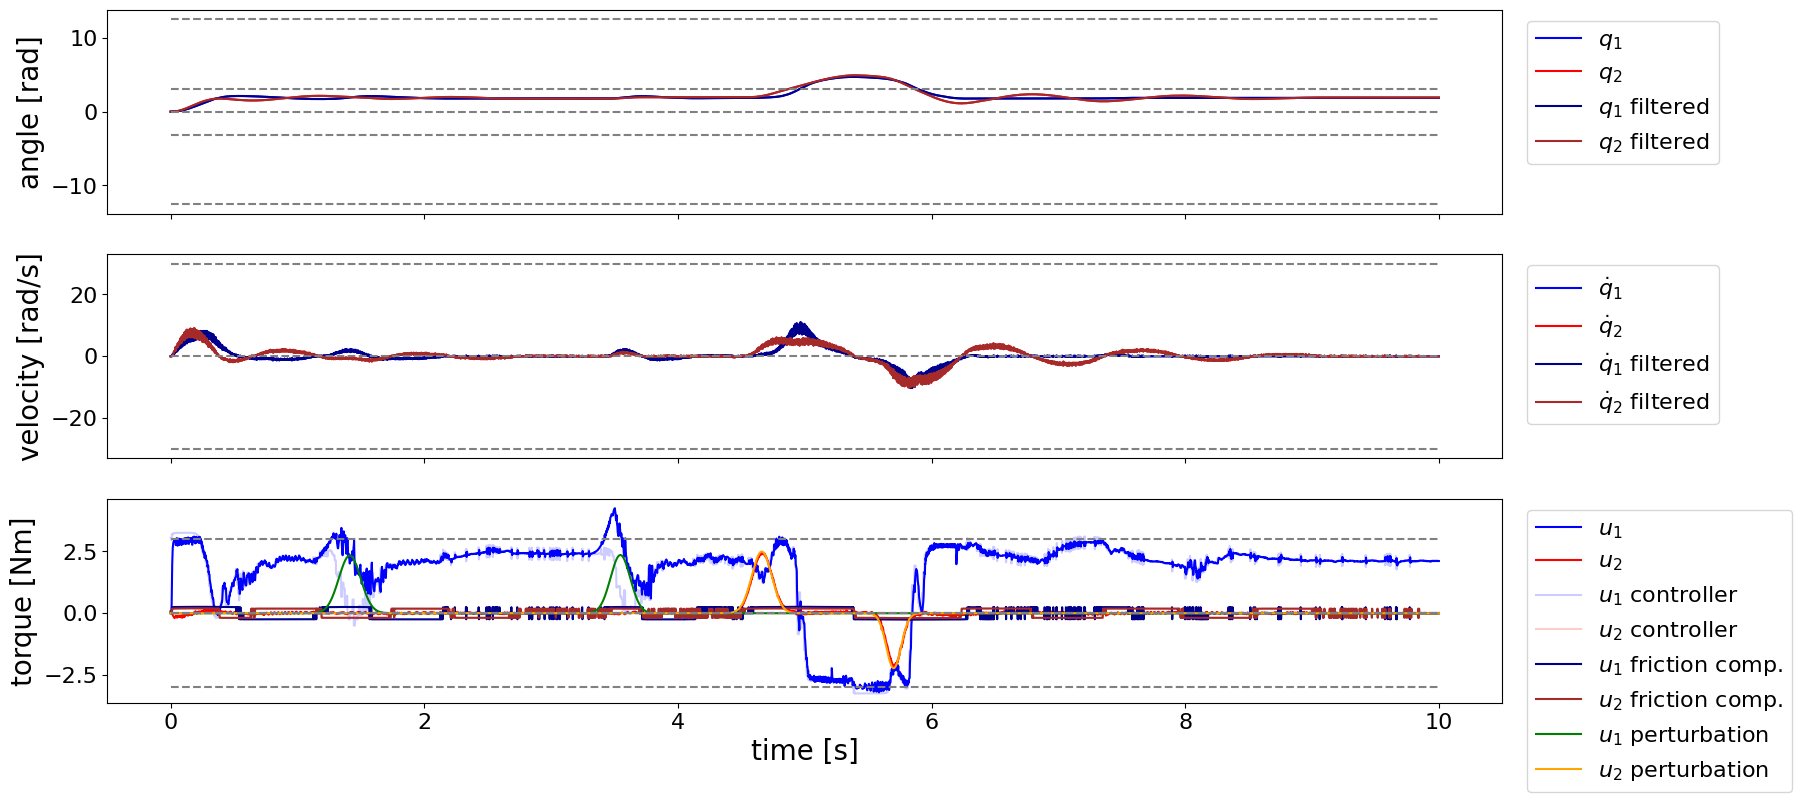 angle [rad]
10
0
−10
q₁
q₂
q₁ filtered
q₂ filtered
velocity [rad/s]
20
0
−20
q̇₁
q̇₂
q̇₁ filtered
q̇₂ filtered
torque [Nm]
2.5
0.0
−2.5
0 2 4 6 8 10
time [s]
u₁
u₂
u₁ controller
u₂ controller
u₁ friction comp.
u₂ friction comp.
u₁ perturbation
u₂ perturbation